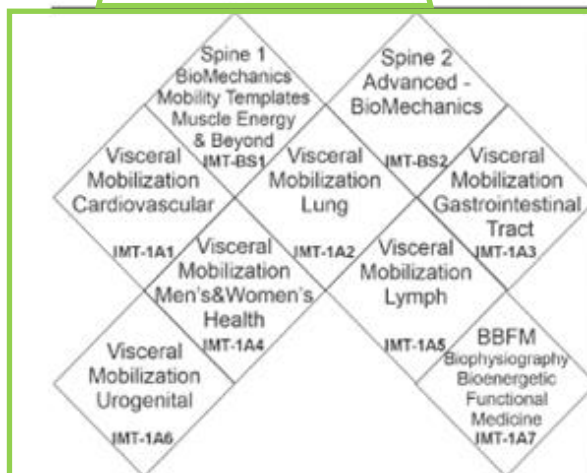 Spine 1
BioMechanics
Mobility Templates
Muscle Energy
& Beyond
IMT-BS1
Spine 2
Advanced -
BioMechanics
IMT-BS2
Visceral
Mobilization
Cardiovascular
IMT-1A1
Visceral
Mobilization
Lung
IMT-1A2
Visceral
Mobilization
Gastrointestinal
Tract
IMT-1A3
Visceral
Mobilization
Men's&Women's
Health
IMT-1A4
Visceral
Mobilization
Lymph
IMT-1A5
Visceral
Mobilization
Urogenital
IMT-1A6
BBFM
Biophysiography
Bioenergetic
Functional
Medicine
IMT-1A7